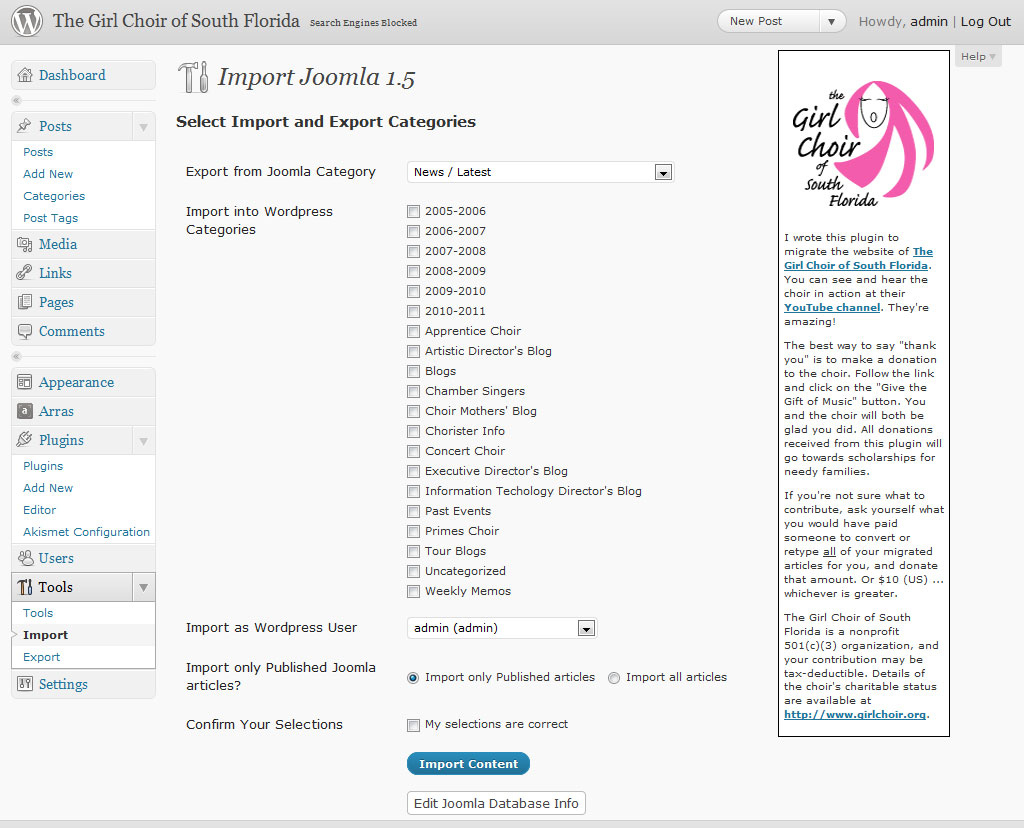 The Girl Choir of South Florida Search Engines Blocked
New Post
Howdy, admin | Log Out
Help
Dashboard
Posts
Posts
Add New
Categories
Post Tags
Media
Links
Pages
Comments
Appearance
a Arras
Plugins
Plugins
Add New
Editor
Akismet Configuration
Users
Tools
Tools
Import
Export
Settings
Import Joomla 1.5
Select Import and Export Categories
Export from Joomla Category
News / Latest
Import into Wordpress
Categories
2005-2006
2006-2007
2007-2008
2008-2009
2009-2010
2010-2011
Apprentice Choir
Artistic Director's Blog
Blogs
Chamber Singers
Choir Mothers' Blog
Chorister Info
Concert Choir
Executive Director's Blog
Information Techology Director's Blog
Past Events
Primes Choir
Tour Blogs
Uncategorized
Weekly Memos
Import as Wordpress User
admin (admin)
Import only Published Joomla
articles?
Import only Published articles
Import all articles
Confirm Your Selections
My selections are correct
Import Content
Edit Joomla Database Info
the
Girl
Choir
of
South
Florida
I wrote this plugin to
migrate the website of The
Girl Choir of South Florida.
You can see and hear the
choir in action at their
YouTube channel. They're
amazing!
The best way to say "thank
you" is to make a donation
to the choir. Follow the link
and click on the "Give the
Gift of Music" button. You
and the choir will both be
glad you did. All donations
received from this plugin will
go towards scholarships for
needy families.
If you're not sure what to
contribute, ask yourself what
you would have paid
someone to convert or
retype all of your migrated
articles for you, and donate
that amount. Or $10 (US) ...
whichever is greater.
The Girl Choir of South
Florida is a nonprofit
501(c)(3) organization, and
your contribution may be
tax-deductible. Details of
the choir's charitable status
are available at
http://www.girlchoir.org.